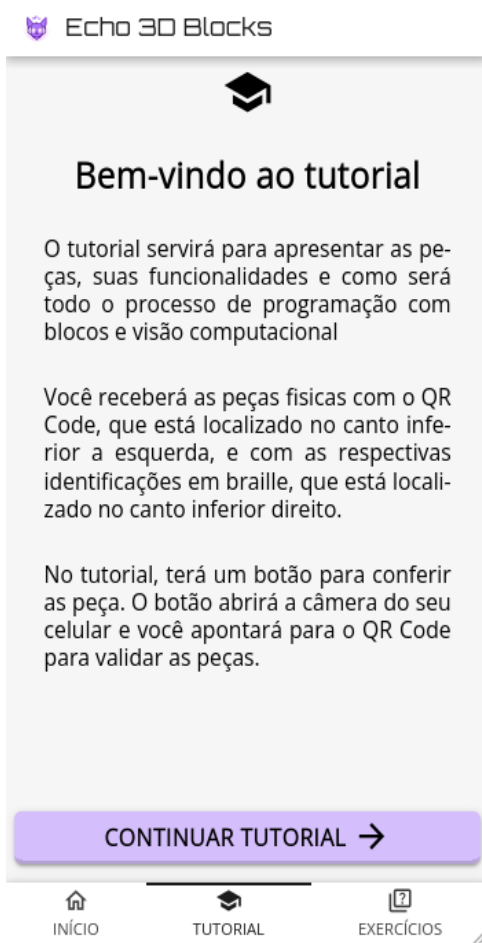 Echo 3D Blocks
Bem-vindo ao tutorial
O tutorial servirá para apresentar as pe-
ças, suas funcionalidades e como será
todo o processo de programação com
blocos e visão computacional
Você receberá as peças fisicas com o QR
Code, que está localizado no canto infe-
rior a esquerda, e com as respectivas
identificações em braille, que está locali-
zado no canto inferior direito.
No tutorial, terá um botão para conferir
as peça. O botão abrirá a câmera do seu
celular e você apontará para o QR Code
para validar as peças.
CONTINUAR TUTORIAL
INÍCIO TUTORIAL EXERCÍCIOS